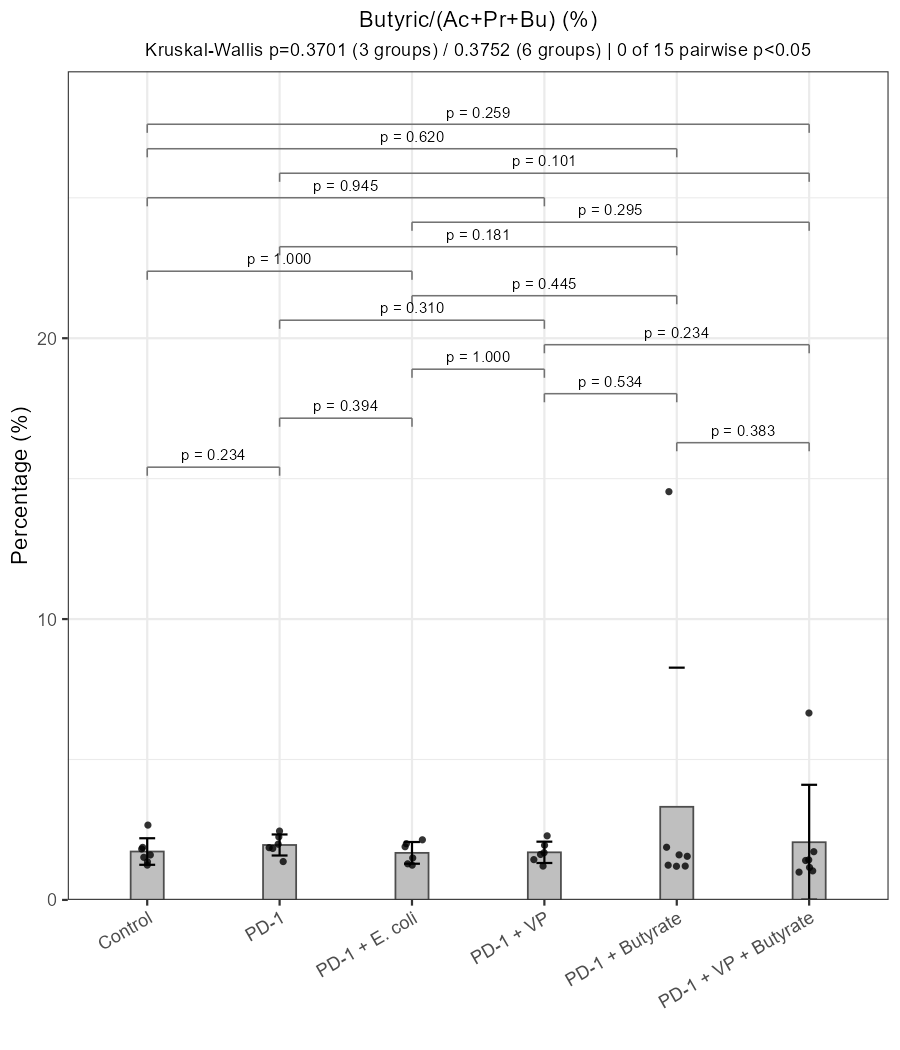 Butyric/(Ac+Pr+Bu) (%)
Kruskal-Wallis p=0.3701 (3 groups) / 0.3752 (6 groups) | 0 of 15 pairwise p<0.05
p = 0.259
p = 0.620
p = 0.101
p = 0.945
p = 0.295
p = 0.181
p = 1.000
p = 0.445
p = 0.310
p = 0.234
p = 1.000
p = 0.534
p = 0.394
p = 0.383
p = 0.234
Percentage (%)
20
10
0
Control
PD-1
PD-1 + E. coli
PD-1 + VP
PD-1 + Butyrate
PD-1 + VP + Butyrate